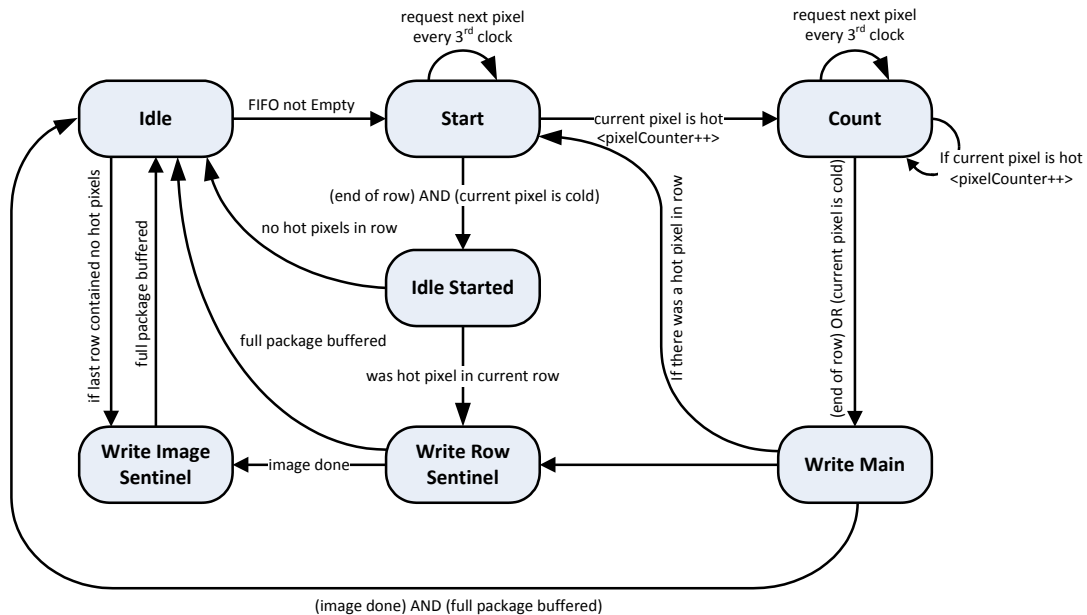 request next pixel
every 3rd clock
request next pixel
every 3rd clock
Idle
FIFO not Empty
Start
current pixel is hot
<pixelCounter++>
Count
If current pixel is hot
<pixelCounter++>
(end of row) AND (current pixel is cold)
no hot pixels in row
Idle Started
if last row contained no hot pixels
full package buffered
full package buffered
was hot pixel in current row
If there was a hot pixel in row
(end of row) OR (current pixel is cold)
Write Image
Sentinel
image done
Write Row
Sentinel
Write Main
(image done) AND (full package buffered)